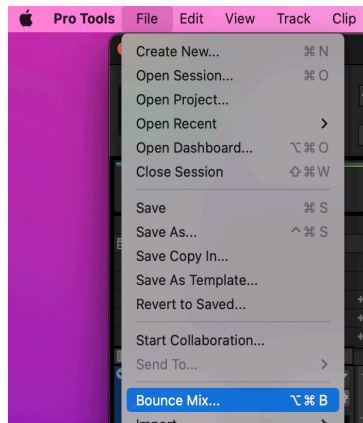 Pro Tools File Edit View Track Clip
Create New... ⌘ N
Open Session... ⌘ O
Open Project...
Open Recent >
Open Dashboard... ⌥ ⌘ O
Close Session ⇧ ⌘ W
Save ⌘ S
Save As... ^ ⌘ S
Save Copy In...
Save As Template...
Revert to Saved...
Start Collaboration...
Send To... >
Bounce Mix... ⌥ ⌘ B
Import >